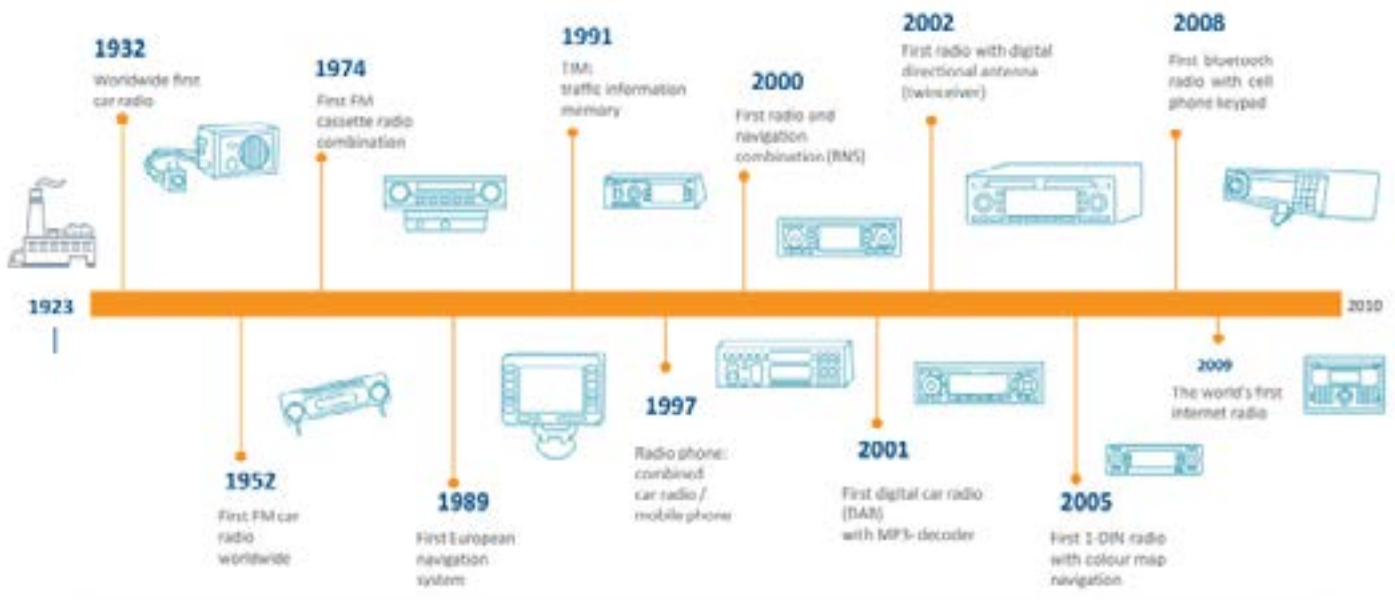 1932
Worldwide first
car radio
1974
First FM
cassette radio
combination
1991
TIM:
traffic information
memory
2000
First radio and
navigation
combination (RNS)
2002
First radio with digital
directional antenna
(twinceiver)
2008
First bluetooth
radio with cell
phone keypad
1923
2010
1952
First FM car
radio
worldwide
1989
First European
navigation
system
1997
Radio phone:
combined
car radio /
mobile phone
2001
First digital car radio
(DAB)
with MP3- decoder
2005
First 1-DIN radio
with colour map
navigation
2009
The world's first
internet radio